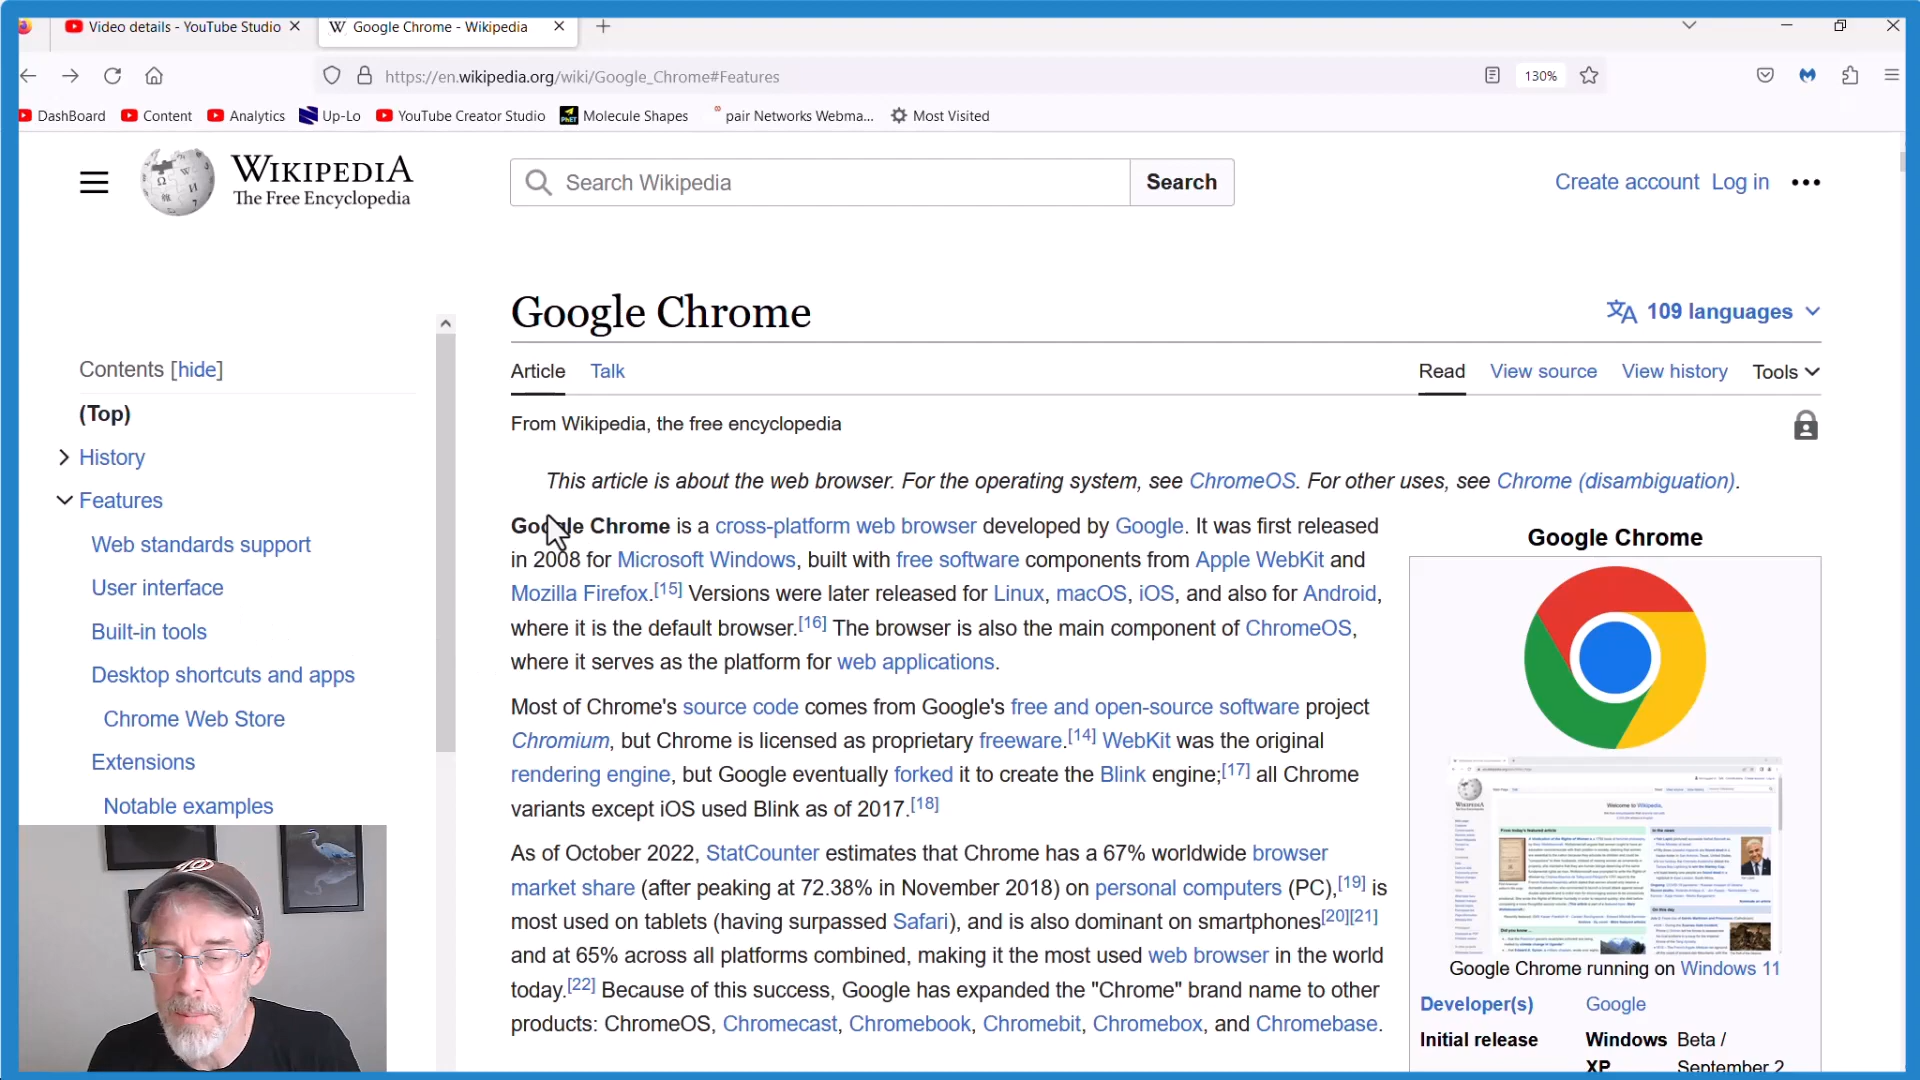 Video details - YouTube Studio
Google Chrome - Wikipedia
https://en.wikipedia.org/wiki/Google_Chrome#Features
130%
DashBoard
Content
Analytics
Up-Lo
YouTube Creator Studio
Molecule Shapes
pair Networks Webma...
Most Visited
WIKIPEDIA
The Free Encyclopedia
Search Wikipedia
Search
Create account
Log in
Google Chrome
109 languages
Contents [hide]
(Top)
History
Features
Web standards support
User interface
Built-in tools
Desktop shortcuts and apps
Chrome Web Store
Extensions
Notable examples
Article
Talk
Read
View source
View history
Tools
From Wikipedia, the free encyclopedia
This article is about the web browser. For the operating system, see ChromeOS. For other uses, see Chrome (disambiguation).
Google Chrome is a cross-platform web browser developed by Google. It was first released
in 2008 for Microsoft Windows, built with free software components from Apple WebKit and
Mozilla Firefox.[15] Versions were later released for Linux, macOS, iOS, and also for Android,
where it is the default browser.[16] The browser is also the main component of ChromeOS,
where it serves as the platform for web applications.
Most of Chrome's source code comes from Google's free and open-source software project
Chromium, but Chrome is licensed as proprietary freeware.[14] WebKit was the original
rendering engine, but Google eventually forked it to create the Blink engine;[17] all Chrome
variants except iOS used Blink as of 2017.[18]
As of October 2022, StatCounter estimates that Chrome has a 67% worldwide browser
market share (after peaking at 72.38% in November 2018) on personal computers (PC),[19] is
most used on tablets (having surpassed Safari), and is also dominant on smartphones[20][21]
and at 65% across all platforms combined, making it the most used web browser in the world
today.[22] Because of this success, Google has expanded the "Chrome" brand name to other
products: ChromeOS, Chromecast, Chromebook, Chromebit, Chromebox, and Chromebase.
Google Chrome
Google Chrome running on Windows 11
Developer(s) Google
Initial release Windows Beta /
XP September 2